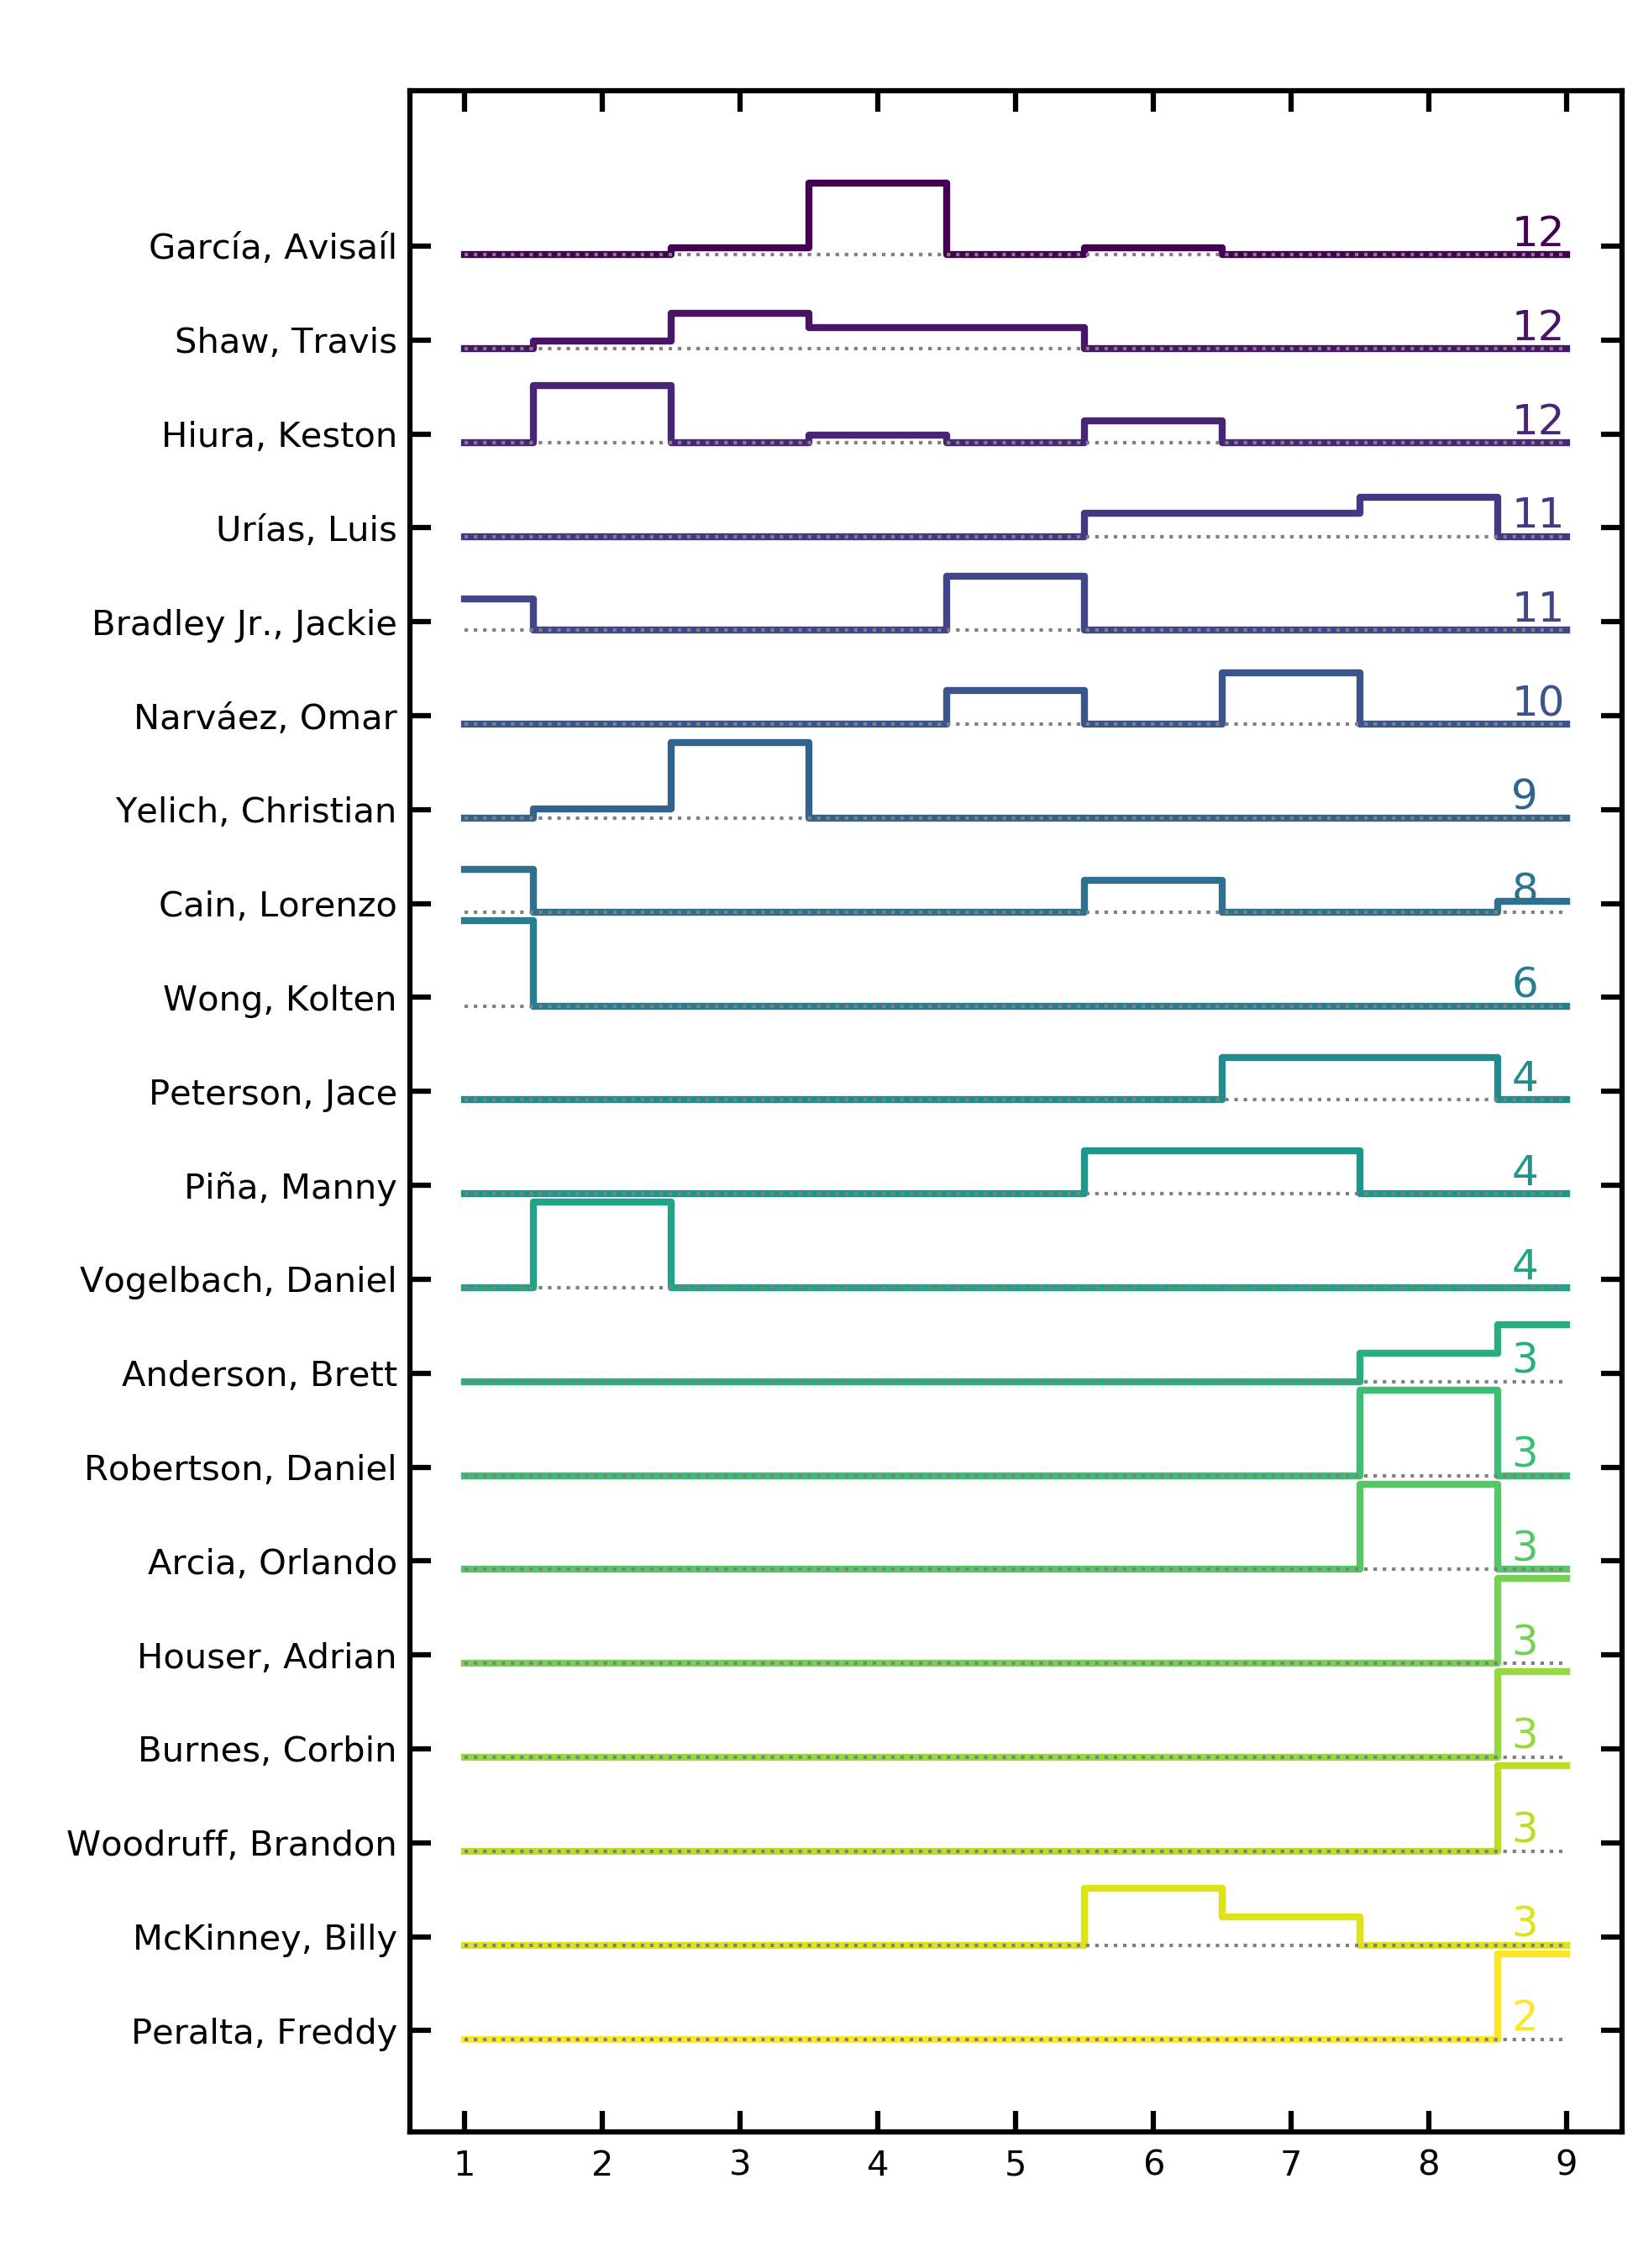 García, Avisaíl 12
Shaw, Travis 12
Hiura, Keston 12
Urías, Luis 11
Bradley Jr., Jackie 11
Narváez, Omar 10
Yelich, Christian 9
Cain, Lorenzo 8
Wong, Kolten 6
Peterson, Jace 4
Piña, Manny 4
Vogelbach, Daniel 4
Anderson, Brett 3
Robertson, Daniel 3
Arcia, Orlando 3
Houser, Adrian 3
Burnes, Corbin 3
Woodruff, Brandon 3
McKinney, Billy 3
Peralta, Freddy 2
1 2 3 4 5 6 7 8 9